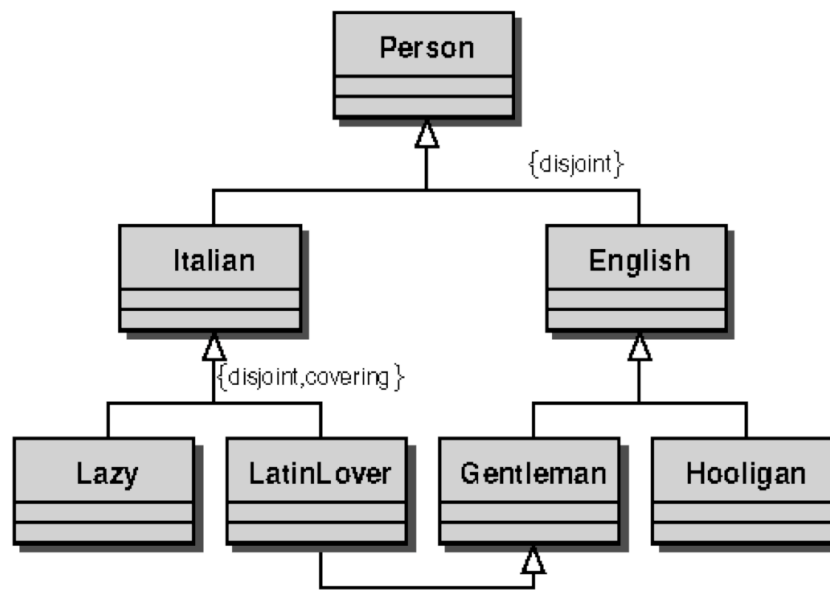 Person
{disjoint}
Italian
English
{disjoint,covering}
Lazy
LatinLover
Gentleman
Hooligan